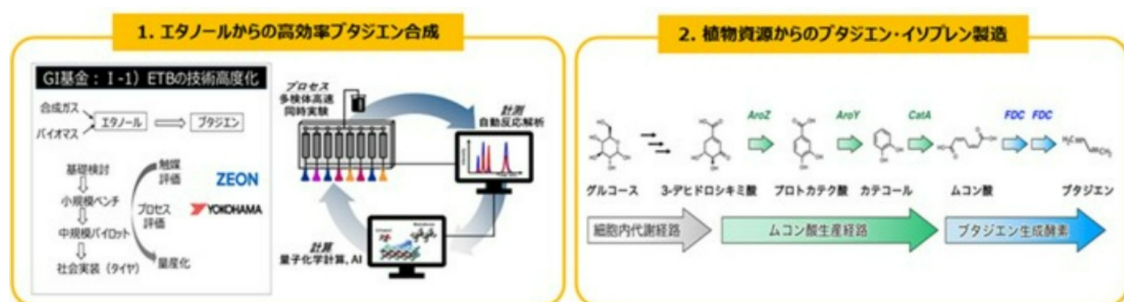 1. エタノールからの高効率ブタジエン合成
GI基金：Ⅰ-1）ETBの技術高度化
合成ガス
バイオマス
エタノール
ブタジエン
基礎検討
小規模ベンチ
中規模パイロット
社会実装（タイヤ）
触媒
評価
プロセス
評価
量産化
ZEON
YOKOHAMA
プロセス
多検体高速
同時実験
計測
自動反応解析
計算
量子化学計算, AI
2. 植物資源からのブタジエン・イソプレン製造
AroZ
AroY
CatA
FDC
FDC
グルコース
3-デヒドロシキミ酸
プロトカテク酸
カテコール
ムコン酸
ブタジエン
細胞内代謝経路
ムコン酸生産経路
ブタジエン生成酵素